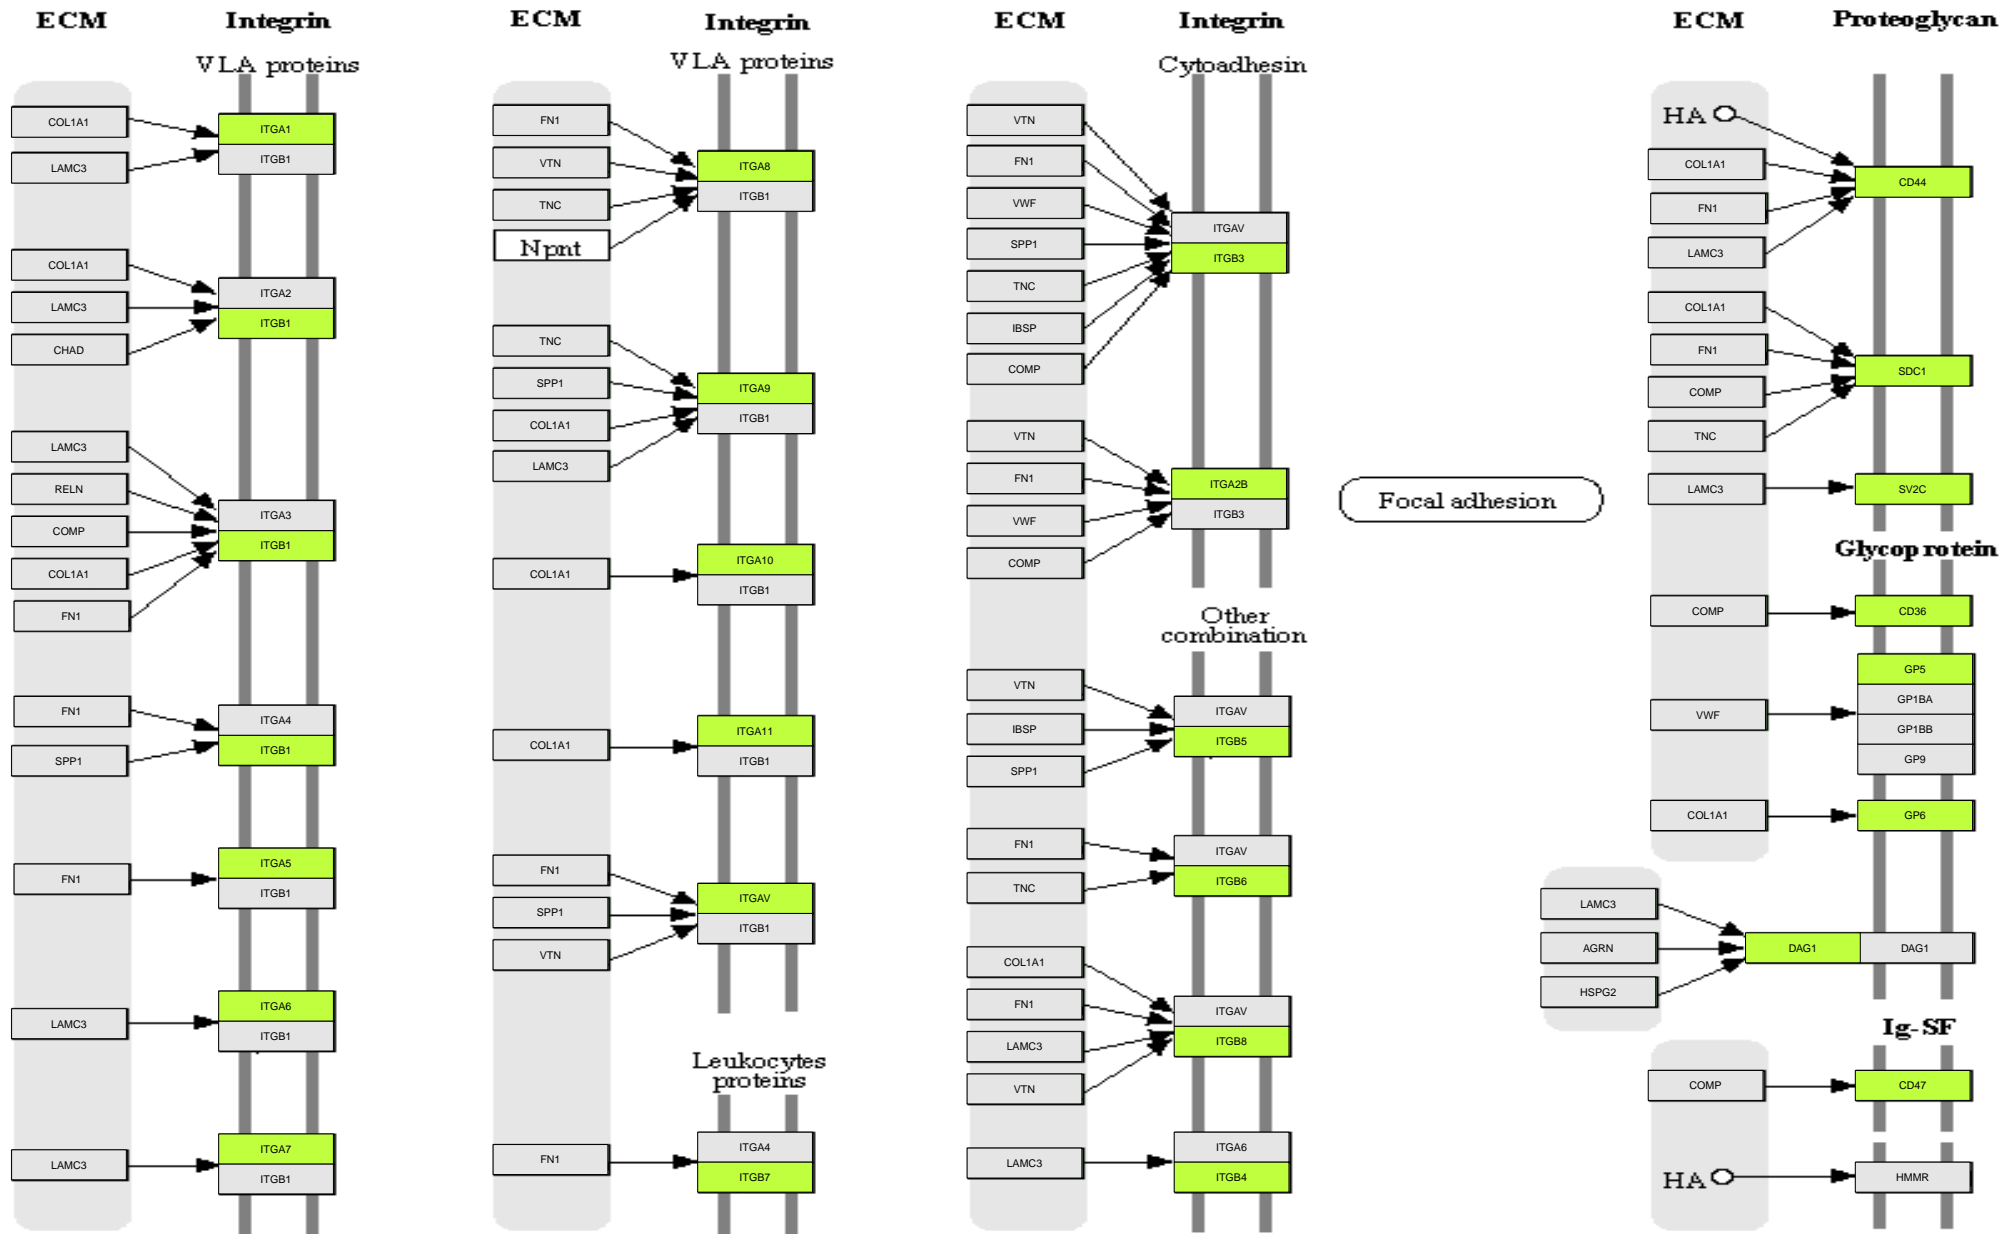 ECM Integrin
VLA proteins
COL1A1
LAMC3
ITGA1
ITGB1
COL1A1
LAMC3
CHAD
ITGA2
ITGB1
LAMC3
RELN
COMP
COL1A1
FN1
ITGA3
ITGB1
FN1
SPP1
ITGA4
ITGB1
FN1
ITGA5
ITGB1
LAMC3
ITGA6
ITGB1
LAMC3
ITGA7
ITGB1
ECM Integrin
VLA proteins
FN1
VTN
TNC
Npnt
ITGA8
ITGB1
TNC
SPP1
COL1A1
LAMC3
ITGA9
ITGB1
COL1A1
ITGA10
ITGB1
COL1A1
ITGA11
ITGB1
FN1
SPP1
VTN
ITGAV
ITGB1
Leukocytes
proteins
FN1
ITGA4
ITGB7
ECM Integrin
Cytoadhesin
VTN
FN1
VWF
SPP1
TNC
IBSP
COMP
ITGAV
ITGB3
VTN
FN1
VWF
COMP
ITGA2B
ITGB3
Other
combination
VTN
IBSP
SPP1
ITGAV
ITGB5
FN1
TNC
ITGAV
ITGB6
COL1A1
FN1
LAMC3
VTN
ITGAV
ITGB8
LAMC3
ITGA6
ITGB4
Focal adhesion
ECM Proteoglycan
HA
COL1A1
FN1
LAMC3
CD44
COL1A1
FN1
COMP
TNC
SDC1
LAMC3
SV2C
Glycoprotein
COMP
CD36
VWF
GP5
GP1BA
GP1BB
GP9
COL1A1
GP6
LAMC3
AGRN
HSPG2
DAG1 DAG1
Ig-SF
COMP
CD47
HA
HMMR